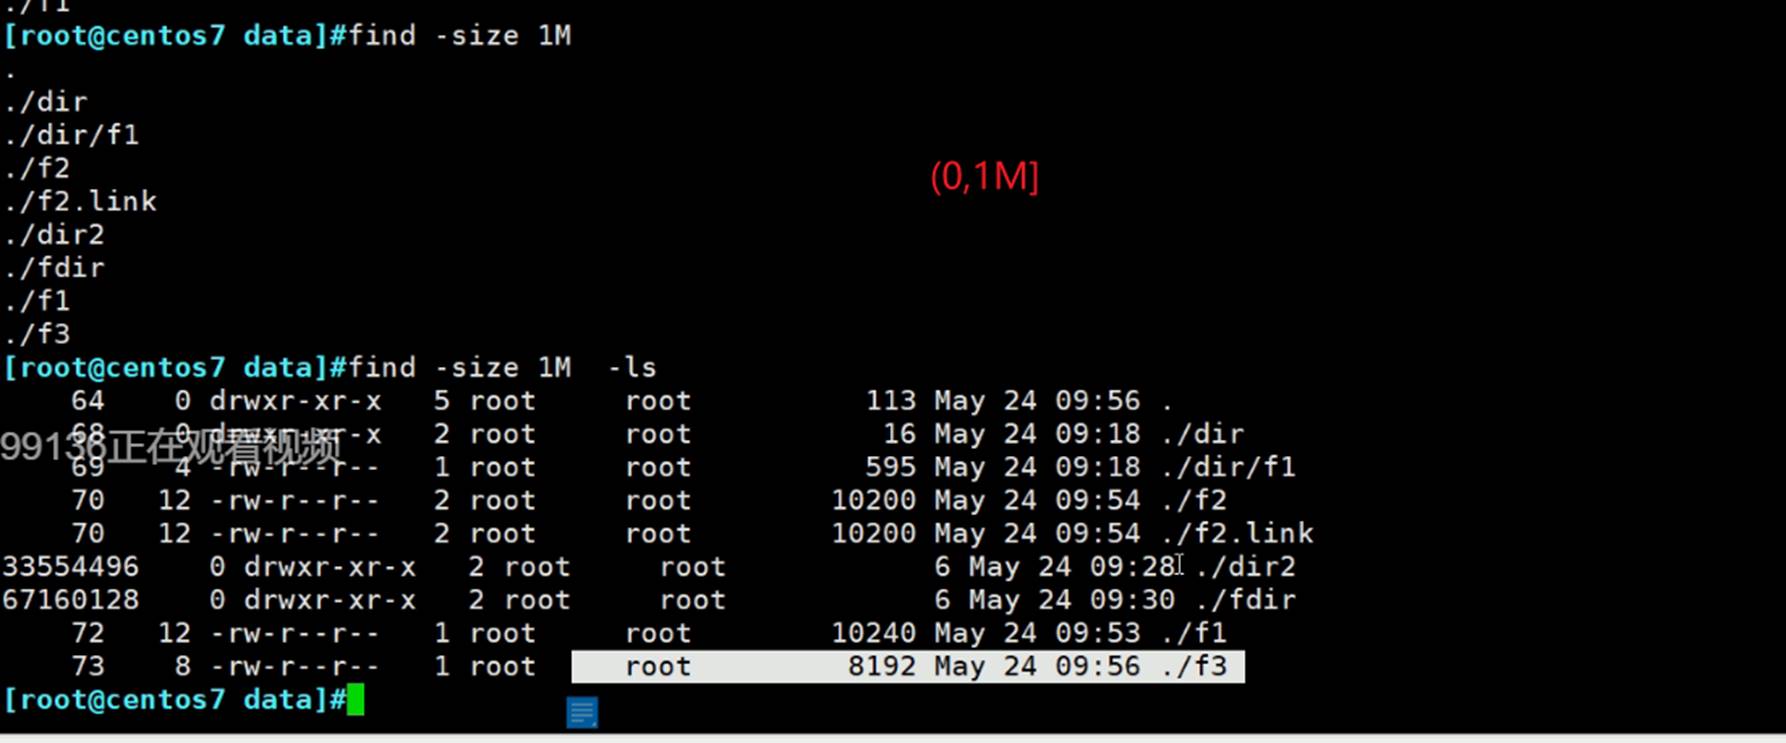 ./f1
[root@centos7 data]#find -size 1M
.
./dir
./dir/f1
./f2
(0,1M]
./f2.link
./dir2
./fdir
./f1
./f3
[root@centos7 data]#find -size 1M  -ls
64    0 drwxr-xr-x   5 root     root          113 May 24 09:56 .
68    0 drwxr-xr-x   2 root     root           16 May 24 09:18 ./dir
99136正在观看视频
69    4 -rw-r--r--   1 root     root          595 May 24 09:18 ./dir/f1
70   12 -rw-r--r--   2 root     root        10200 May 24 09:54 ./f2
70   12 -rw-r--r--   2 root     root        10200 May 24 09:54 ./f2.link
33554496    0 drwxr-xr-x   2 root     root            6 May 24 09:28 ./dir2
67160128    0 drwxr-xr-x   2 root     root            6 May 24 09:30 ./fdir
72   12 -rw-r--r--   1 root     root        10240 May 24 09:53 ./f1
73    8 -rw-r--r--   1 root     root         8192 May 24 09:56 ./f3
[root@centos7 data]#